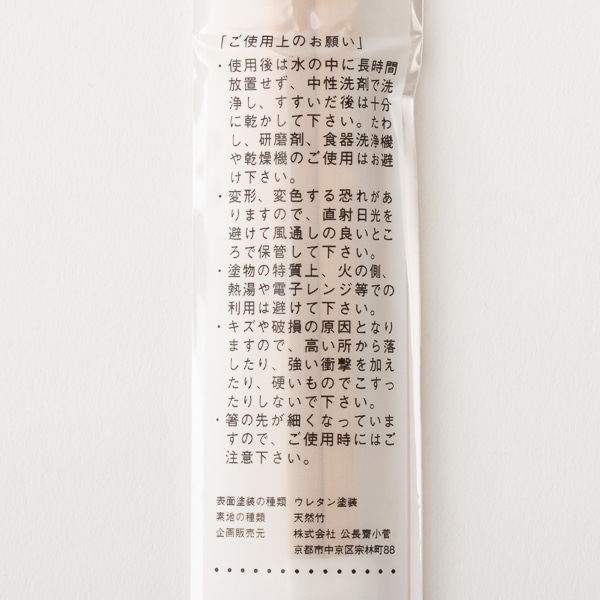 「ご使用上のお願い」
・使用後は水の中に長時間
放置せず、中性洗剤で洗
浄し、すすいだ後は十分
に乾かして下さい。たわ
し、研磨剤、食器洗浄機
や乾燥機のご使用はお避
け下さい。
・変形、変色する恐れがあ
りますので、直射日光を
避けて風通しの良いとこ
ろで保管して下さい。
・塗物の特質上、火の側、
熱湯や電子レンジ等での
利用は避けて下さい。
・キズや破損の原因となり
ますので、高い所から落
したり、強い衝撃を加え
たり、硬いものでこすっ
たりしないで下さい。
・箸の先が細くなっていま
すので、ご使用時にはご
注意下さい。
表面塗装の種類 ウレタン塗装
素地の種類 天然竹
企画販売元 株式会社 公長齋小菅
京都市中京区宗林町88